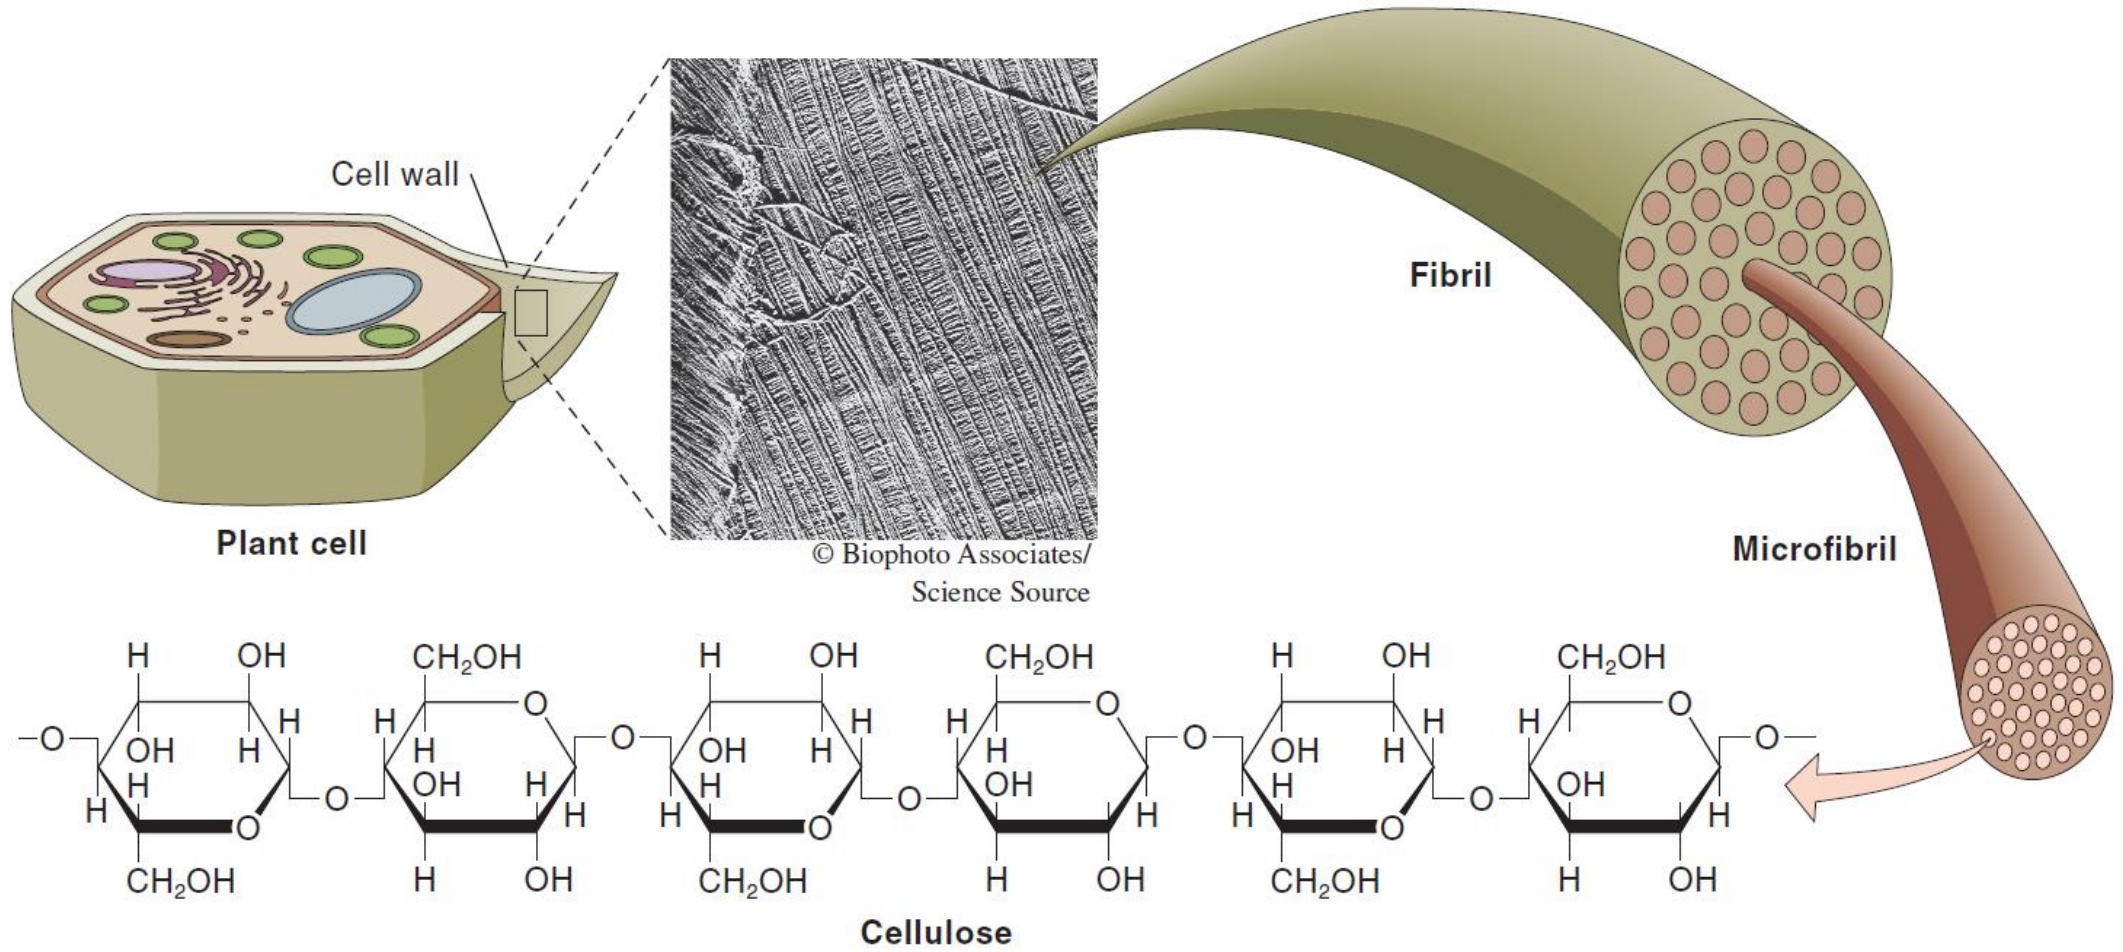 Cell wall
Fibril
Plant cell
© Biophoto Associates/
Science Source
Microfibril
H OH CH₂OH H OH CH₂OH H OH CH₂OH
O O O
H H H H H H
O O O O
OH H H OH H H OH H
H OH H H OH H H OH
H H H H H H
O O O
O O O
CH₂OH H OH CH₂OH H OH CH₂OH H OH
Cellulose